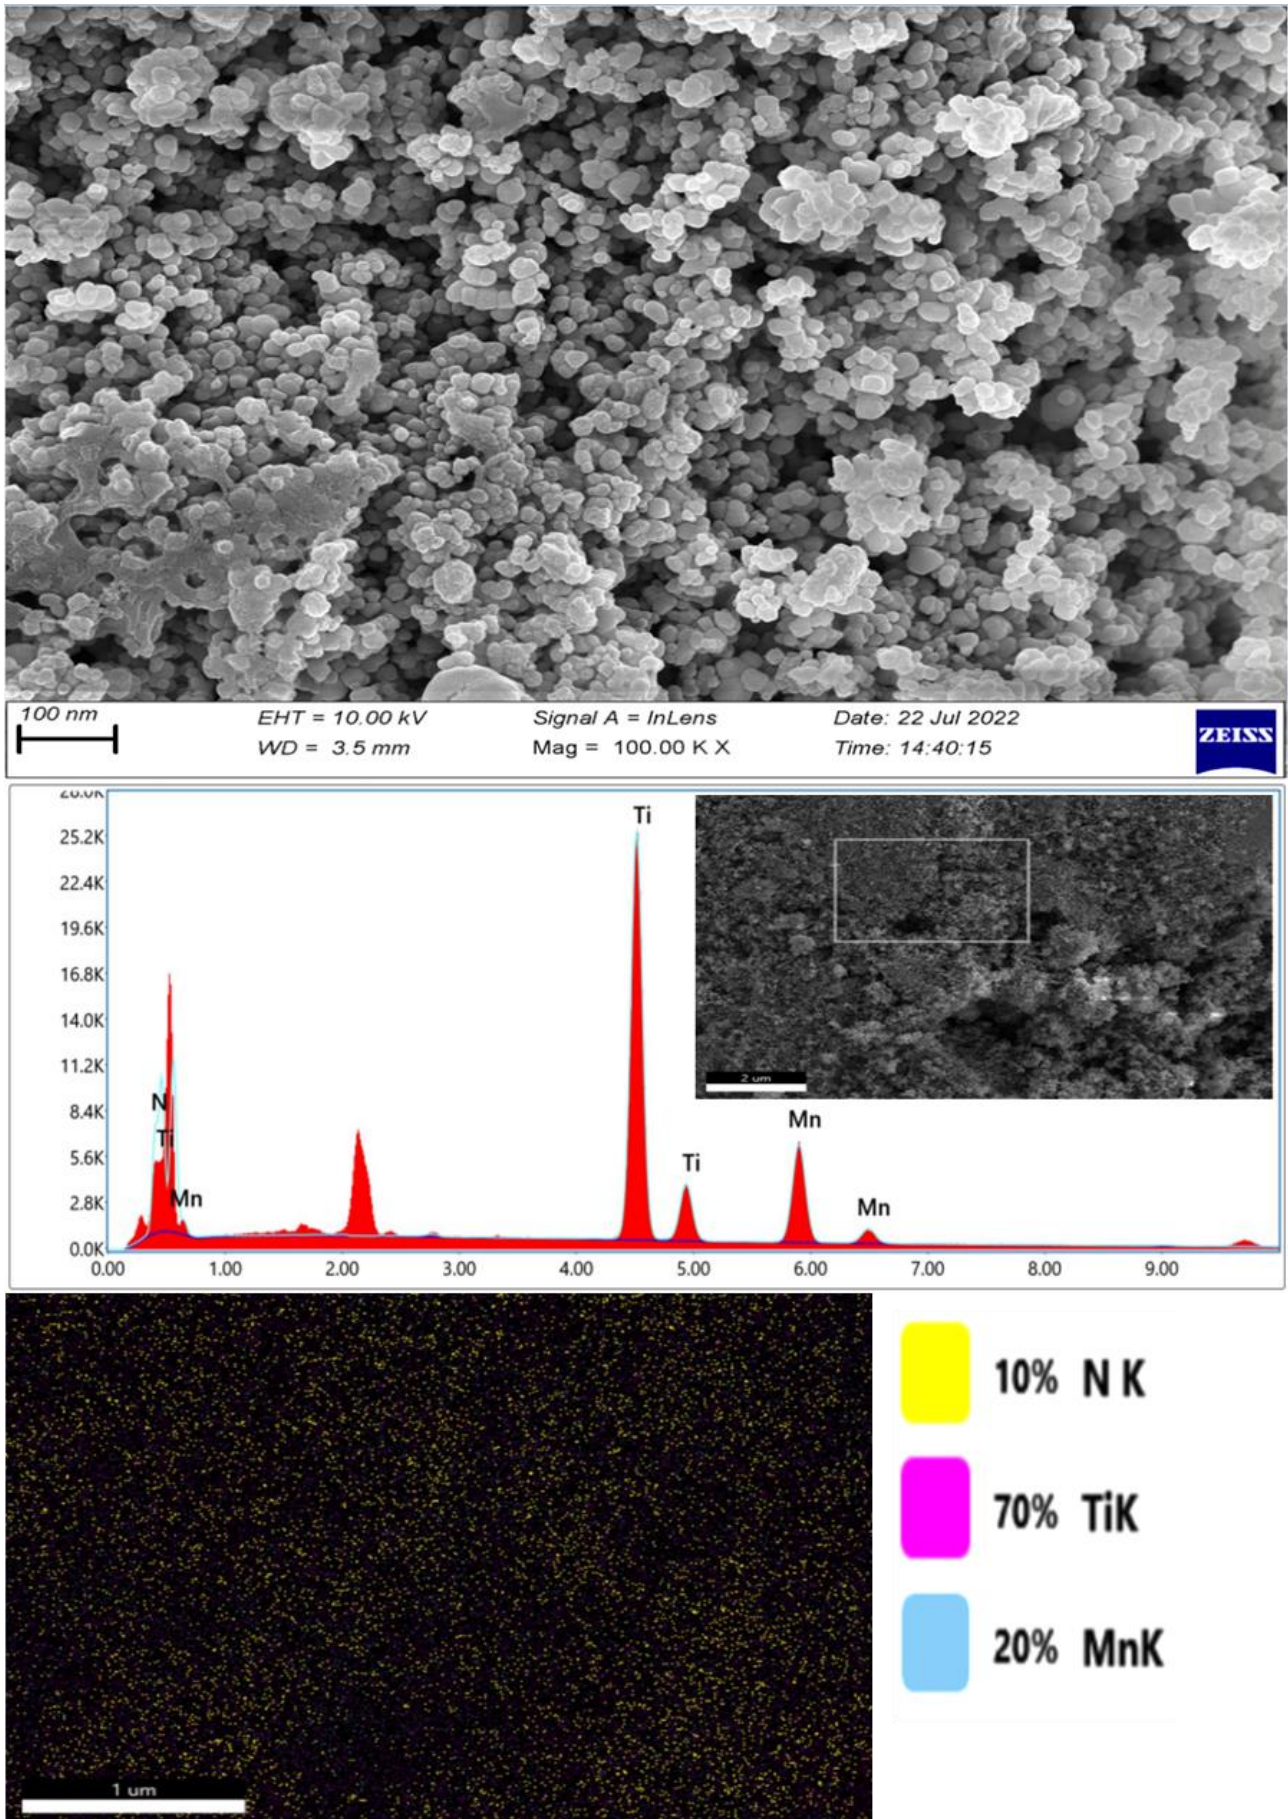 100 nm
EHT = 10.00 kV
Signal A = InLens
Date: 22 Jul 2022
WD = 3.5 mm
Mag = 100.00 K X
Time: 14:40:15
ZEISS
25.2K
22.4K
19.6K
16.8K
14.0K
11.2K
8.4K
5.6K
2.8K
0.0K
Ti
N
Ti
Mn
Ti
Mn
Mn
2 um
0.00 1.00 2.00 3.00 4.00 5.00 6.00 7.00 8.00 9.00
10% N K
70% TiK
20% MnK
1 um